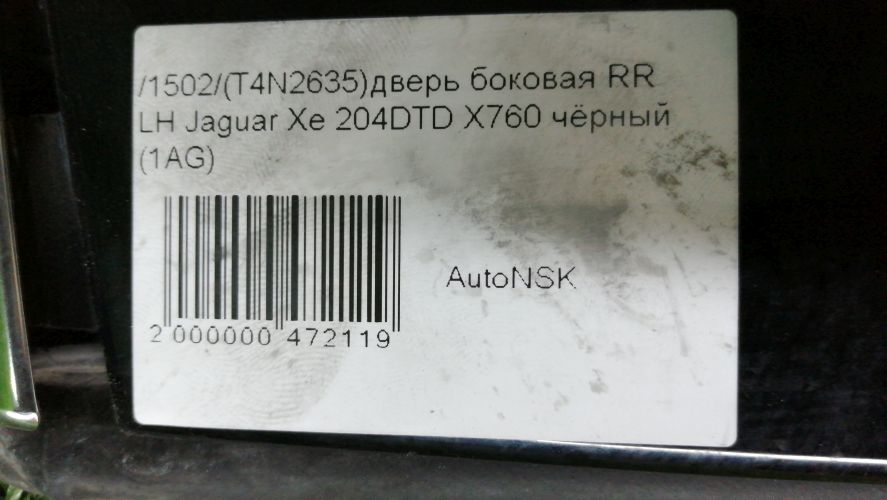 /1502/(T4N2635)дверь боковая RR
LH Jaguar Xe 204DTD X760 чёрный
(1AG)
AutoNSK
2 000000 472119